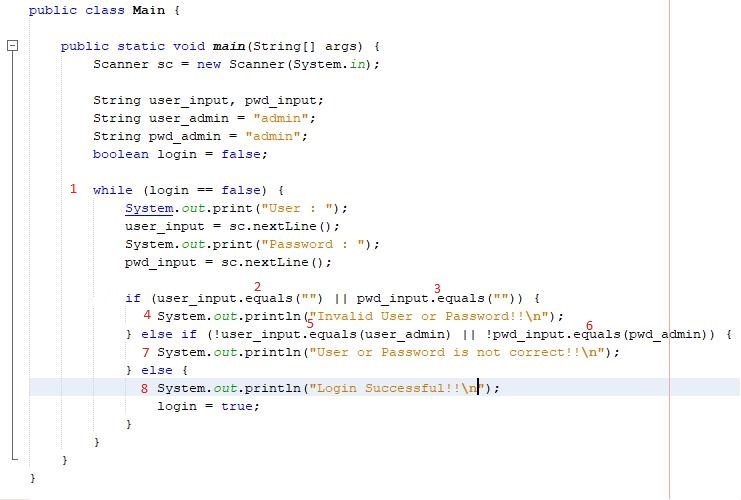 public class Main {
public static void main(String[] args) {
Scanner sc = new Scanner(System.in);
String user_input, pwd_input;
String user_admin = "admin";
String pwd_admin = "admin";
boolean login = false;
1 while (login == false) {
System.out.print("User : ");
user_input = sc.nextLine();
System.out.print("Password : ");
pwd_input = sc.nextLine();
2 3
if (user_input.equals("") || pwd_input.equals("")) {
4 System.out.println("Invalid User or Password!!\n");
5 6
} else if (!user_input.equals(user_admin) || !pwd_input.equals(pwd_admin)) {
7 System.out.println("User or Password is not correct!!\n");
} else {
8 System.out.println("Login Successful!!\n");
login = true;
}
}
}
}